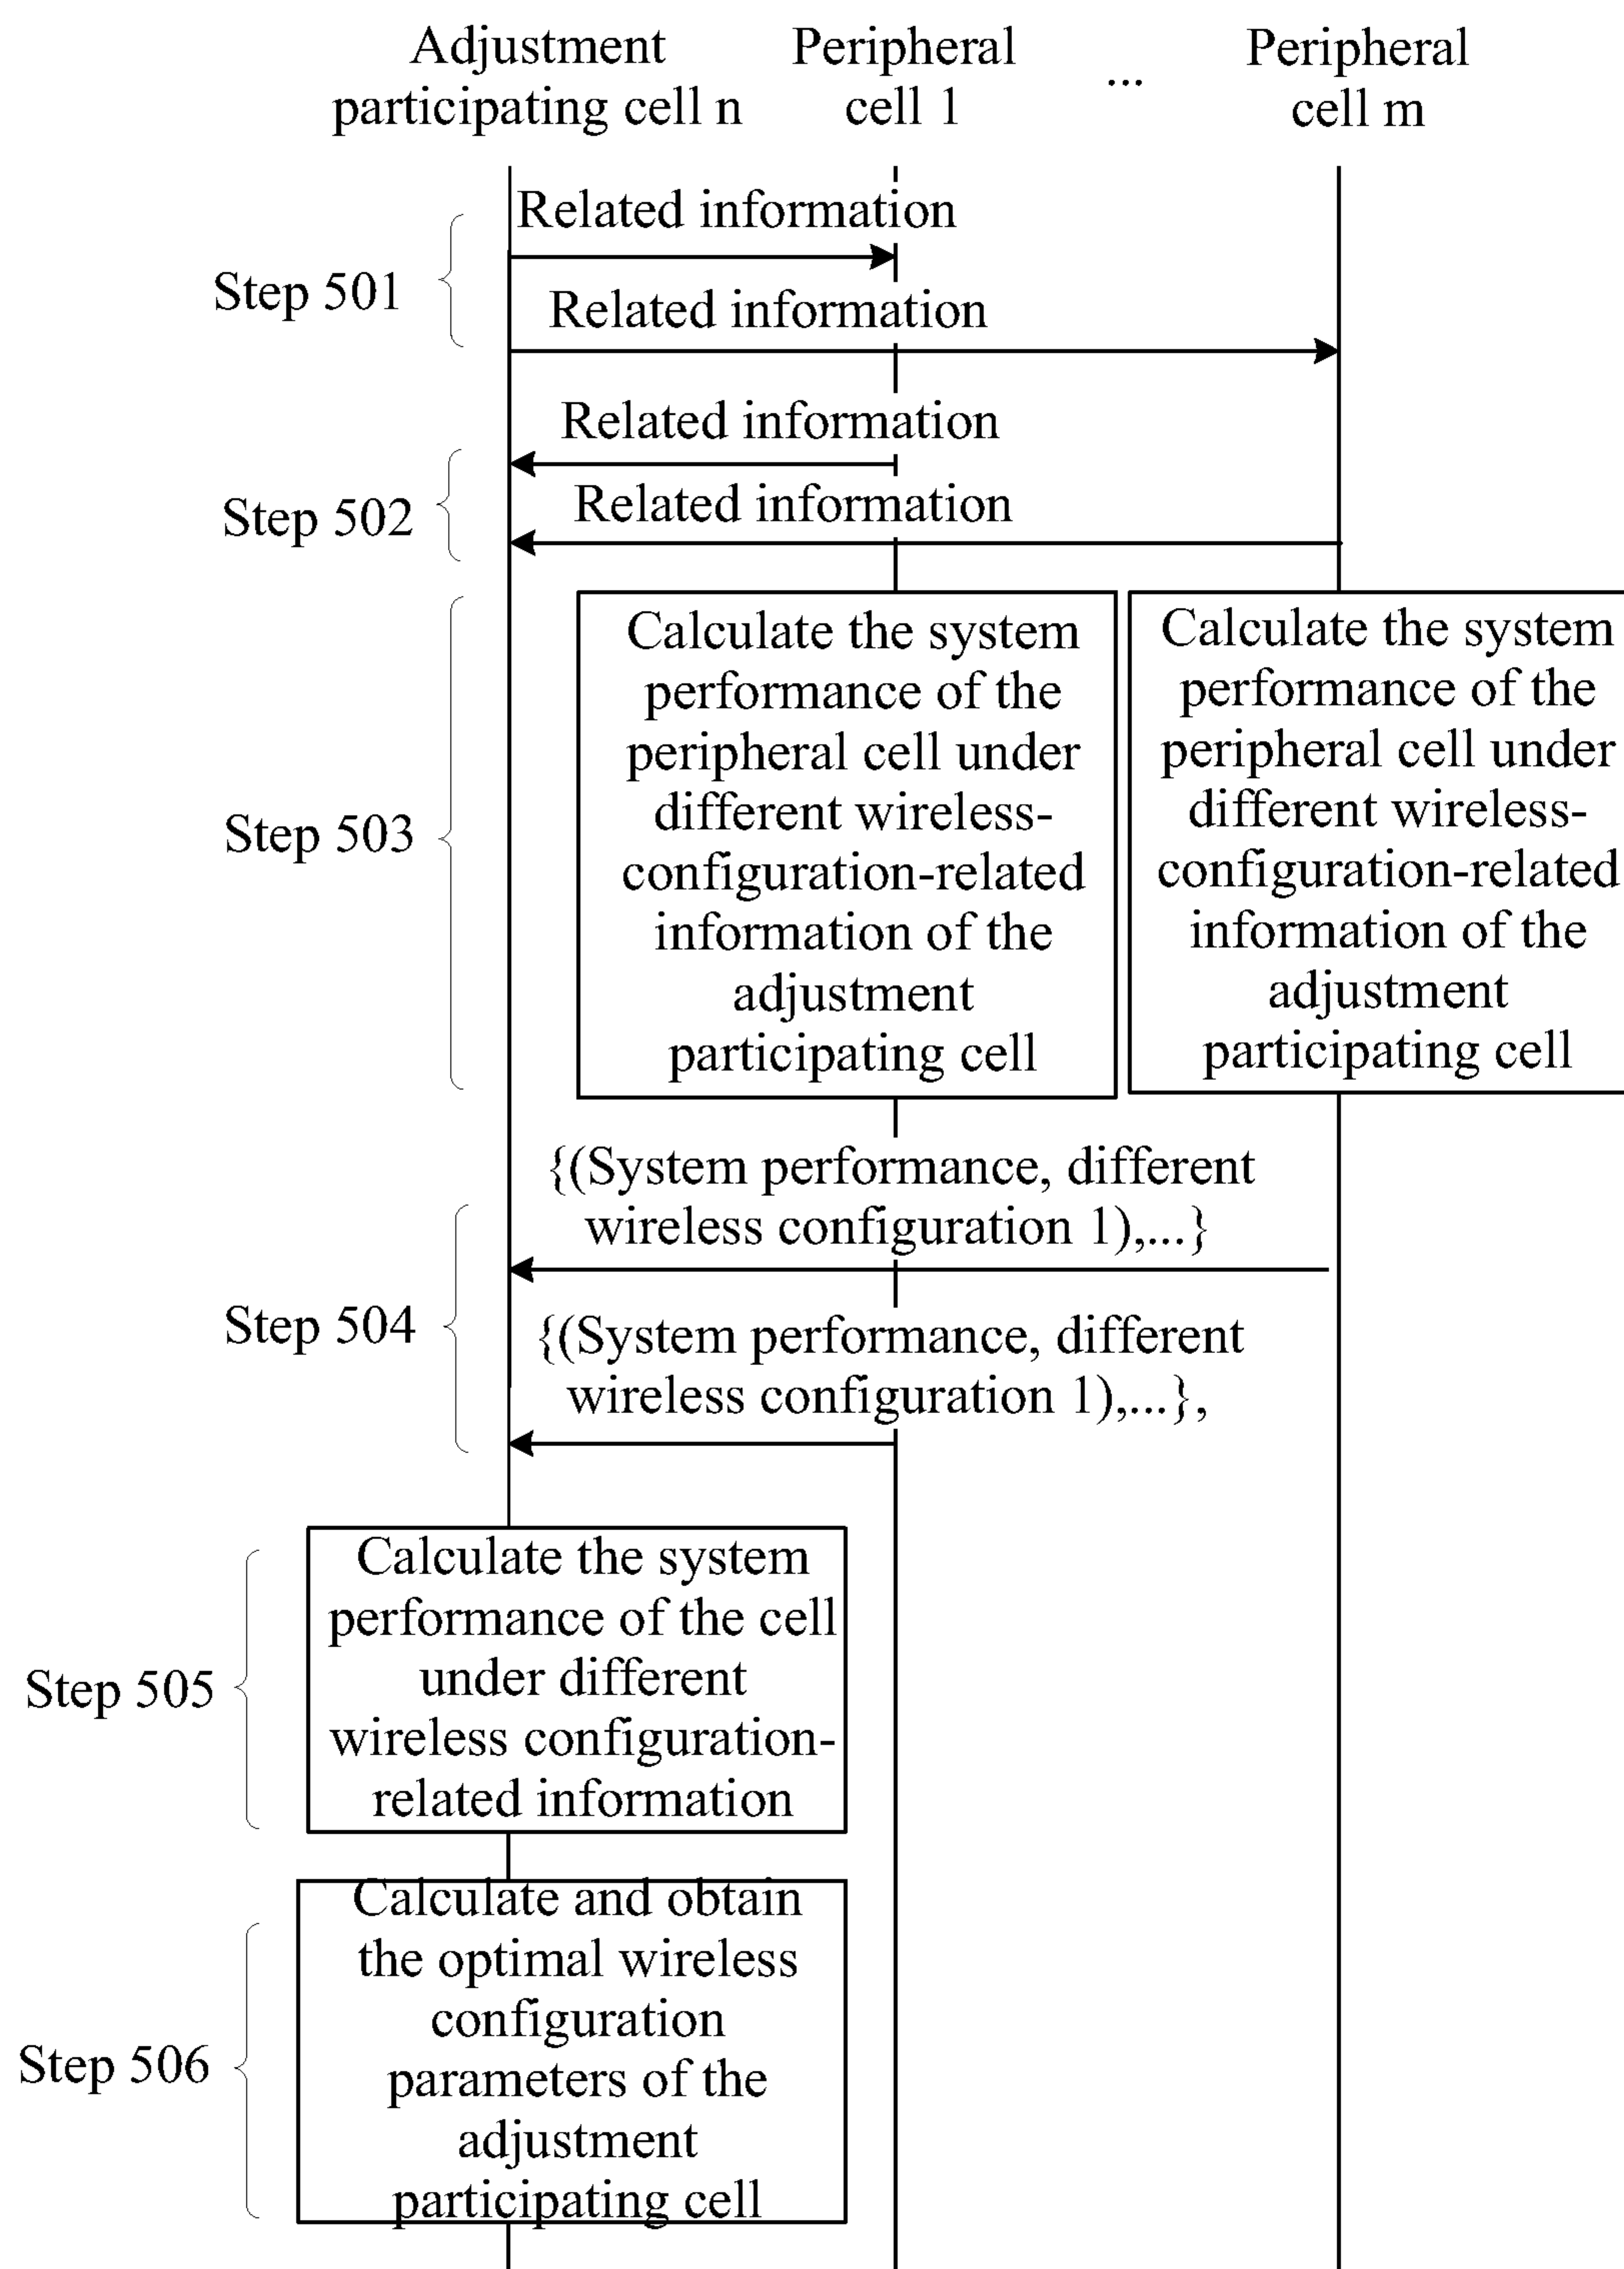 Adjustment
participating cell n
Peripheral
cell 1
...
Peripheral
cell m
Related information
Step 501
Related information
Related information
Step 502
Related information
Step 503
Calculate the system
performance of the
peripheral cell under
different wireless-
configuration-related
information of the
adjustment
participating cell
Calculate the system
performance of the
peripheral cell under
different wireless-
configuration-related
information of the
adjustment
participating cell
{(System performance, different
wireless configuration 1),...}
Step 504
{(System performance, different
wireless configuration 1),...},
Step 505
Calculate the system
performance of the cell
under different
wireless configuration-
related information
Step 506
Calculate and obtain
the optimal wireless
configuration
parameters of the
adjustment
participating cell